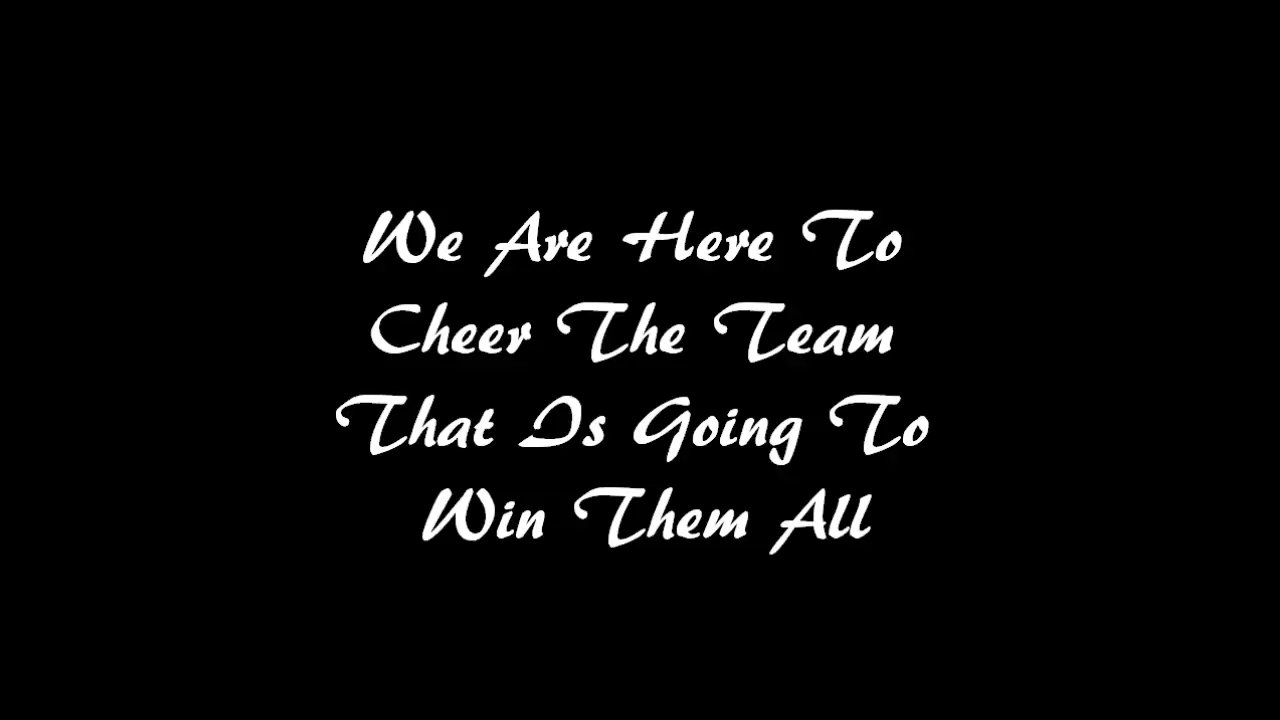 We Are Here To
Cheer The Team
That Is Going To
Win Them All